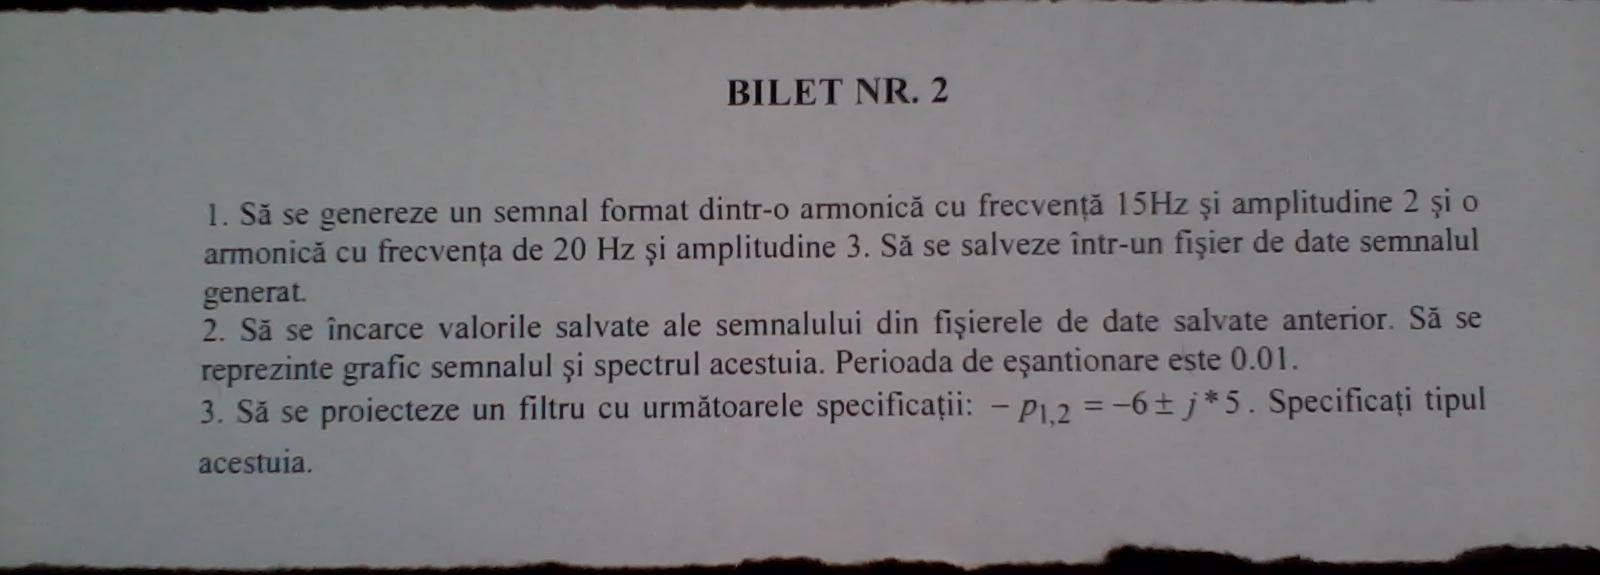 BILET NR. 2
1. Să se genereze un semnal format dintr-o armonică cu frecvenţă 15Hz şi amplitudine 2 şi o
armonică cu frecvenţa de 20 Hz şi amplitudine 3. Să se salveze într-un fişier de date semnalul
generat.
2. Să se încarce valorile salvate ale semnalului din fişierele de date salvate anterior. Să se
reprezinte grafic semnalul şi spectrul acestuia. Perioada de eşantionare este 0.01.
3. Să se proiecteze un filtru cu următoarele specificaţii: − p1,2 = −6 ± j * 5 . Specificaţi tipul
acestuia.